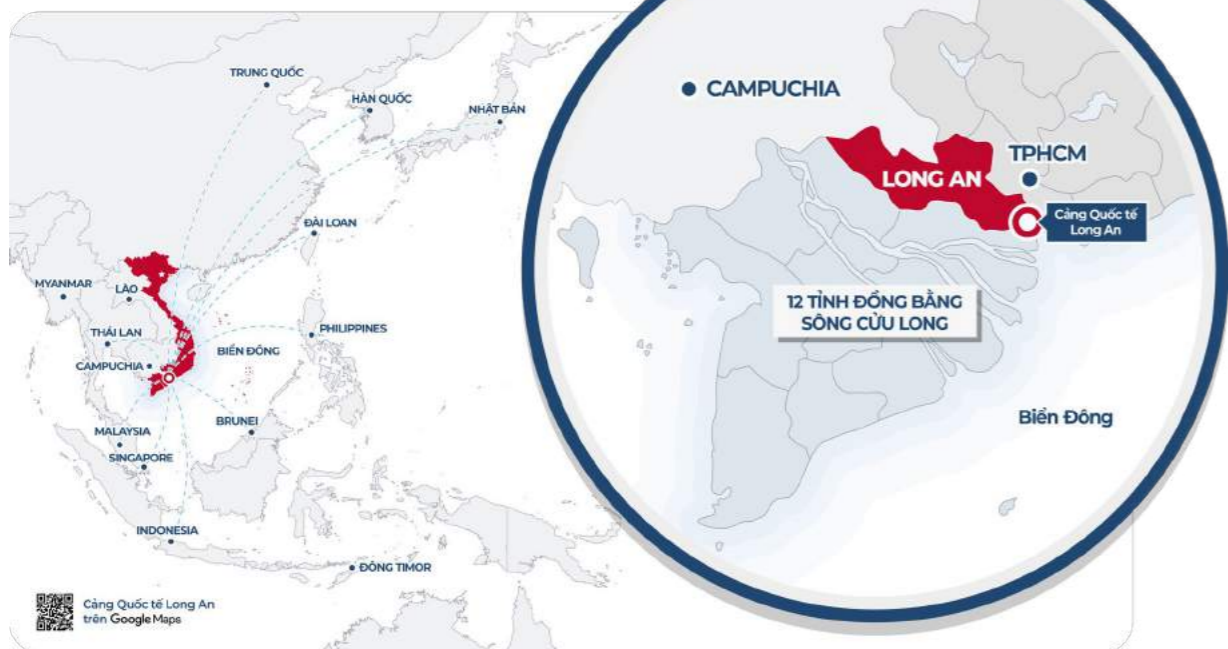 TRUNG QUỐC
HÀN QUỐC
NHẬT BẢN
ĐÀI LOAN
MYANMAR
LÀO
THÁI LAN
CAMPUCHIA
BIỂN ĐÔNG
PHILIPPINES
MALAYSIA
SINGAPORE
BRUNEI
INDONESIA
ĐÔNG TIMOR
Cảng Quốc tế Long An
trên Google Maps
CAMPUCHIA
LONG AN
TPHCM
Cảng Quốc tế
Long An
12 TỈNH ĐỒNG BẰNG
SÔNG CỬU LONG
Biển Đông